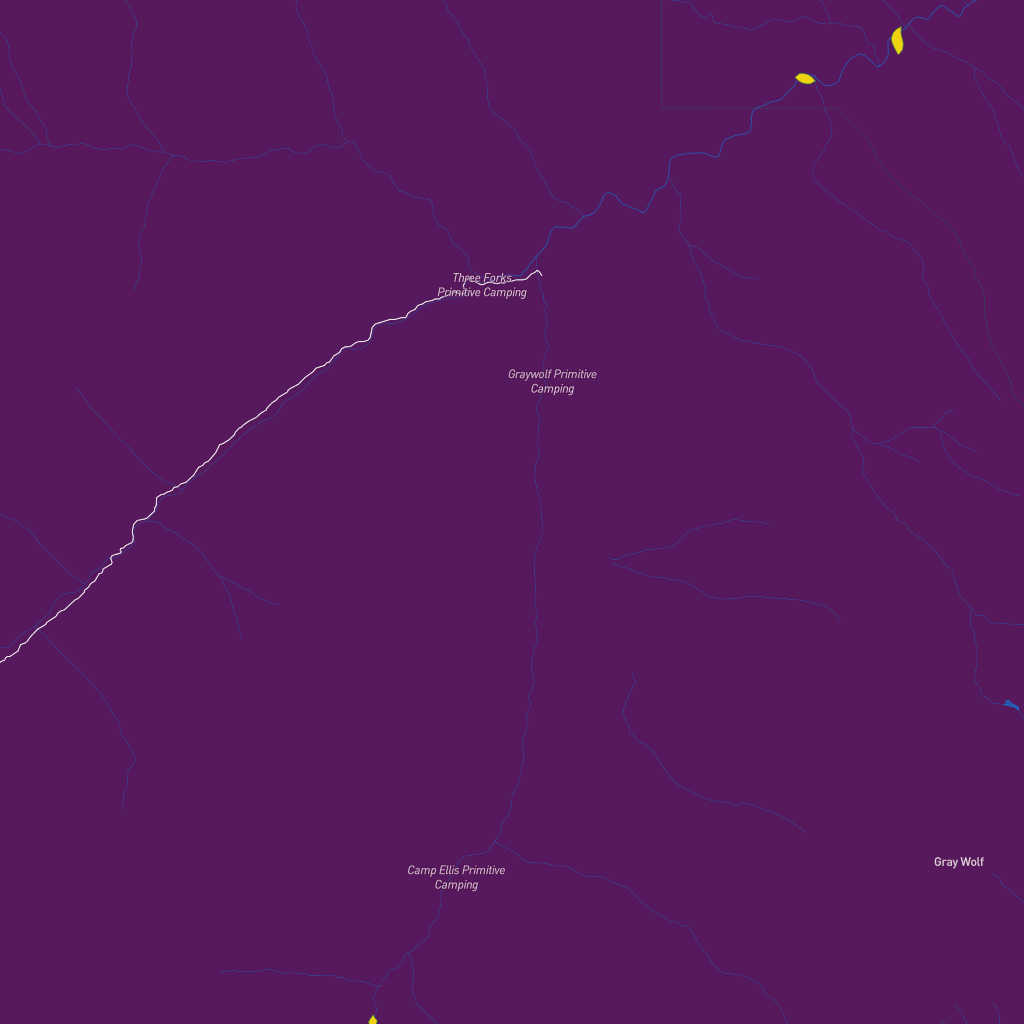 Three Forks
Primitive Camping
Graywolf Primitive
Camping
Gray Wolf
Camp Ellis Primitive
Camping